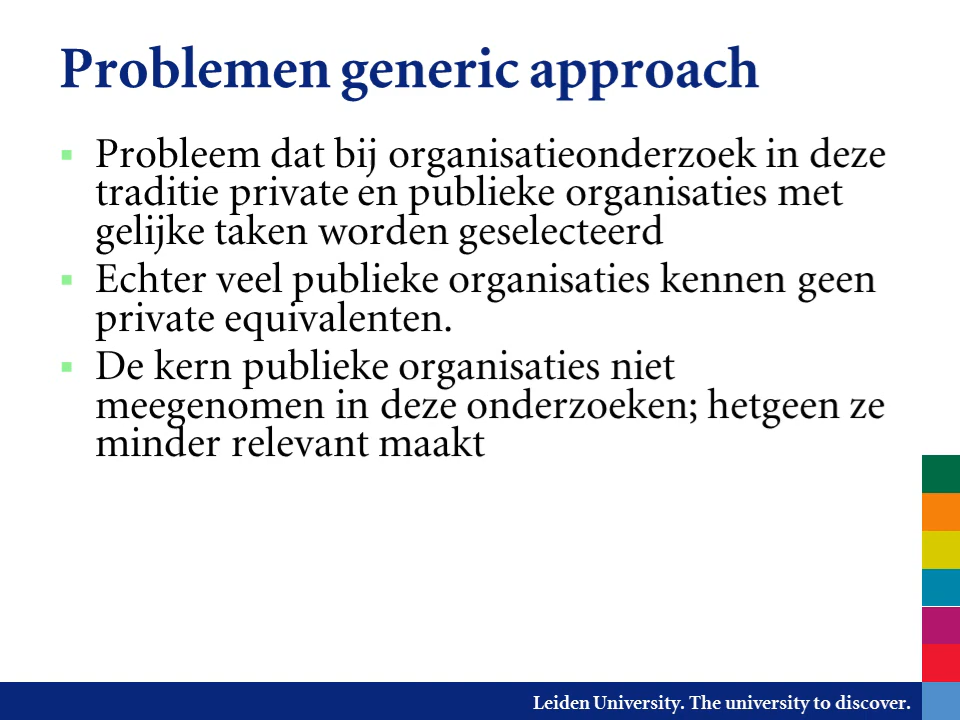 Problemen generic approach
Probleem dat bij organisatieonderzoek in deze
traditie private en publieke organisaties met
gelijke taken worden geselecteerd
Echter veel publieke organisaties kennen geen
private equivalenten.
De kern publieke organisaties niet
meegenomen in deze onderzoeken; hetgeen ze
minder relevant maakt
Leiden University. The university to discover.